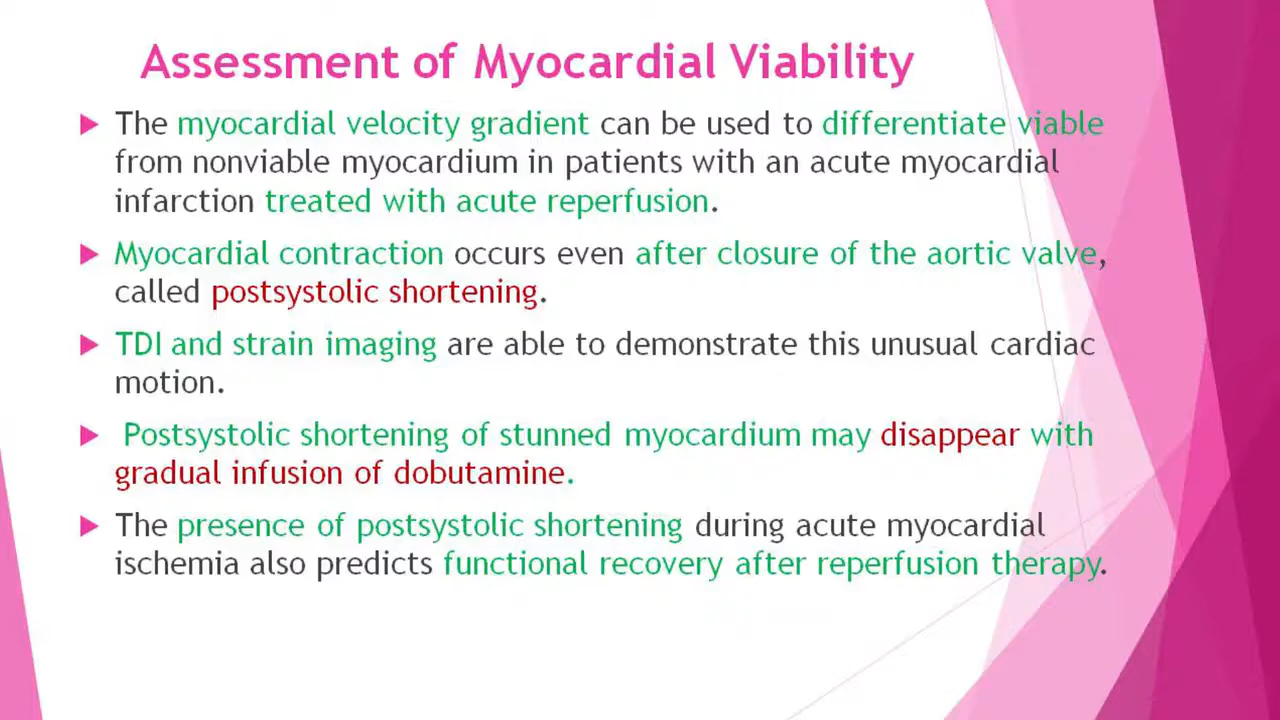 Assessment of Myocardial Viability
The myocardial velocity gradient can be used to differentiate viable
from nonviable myocardium in patients with an acute myocardial
infarction treated with acute reperfusion.
Myocardial contraction occurs even after closure of the aortic valve,
called postsystolic shortening.
TDI and strain imaging are able to demonstrate this unusual cardiac
motion.
Postsystolic shortening of stunned myocardium may disappear with
gradual infusion of dobutamine.
The presence of postsystolic shortening during acute myocardial
ischemia also predicts functional recovery after reperfusion therapy.